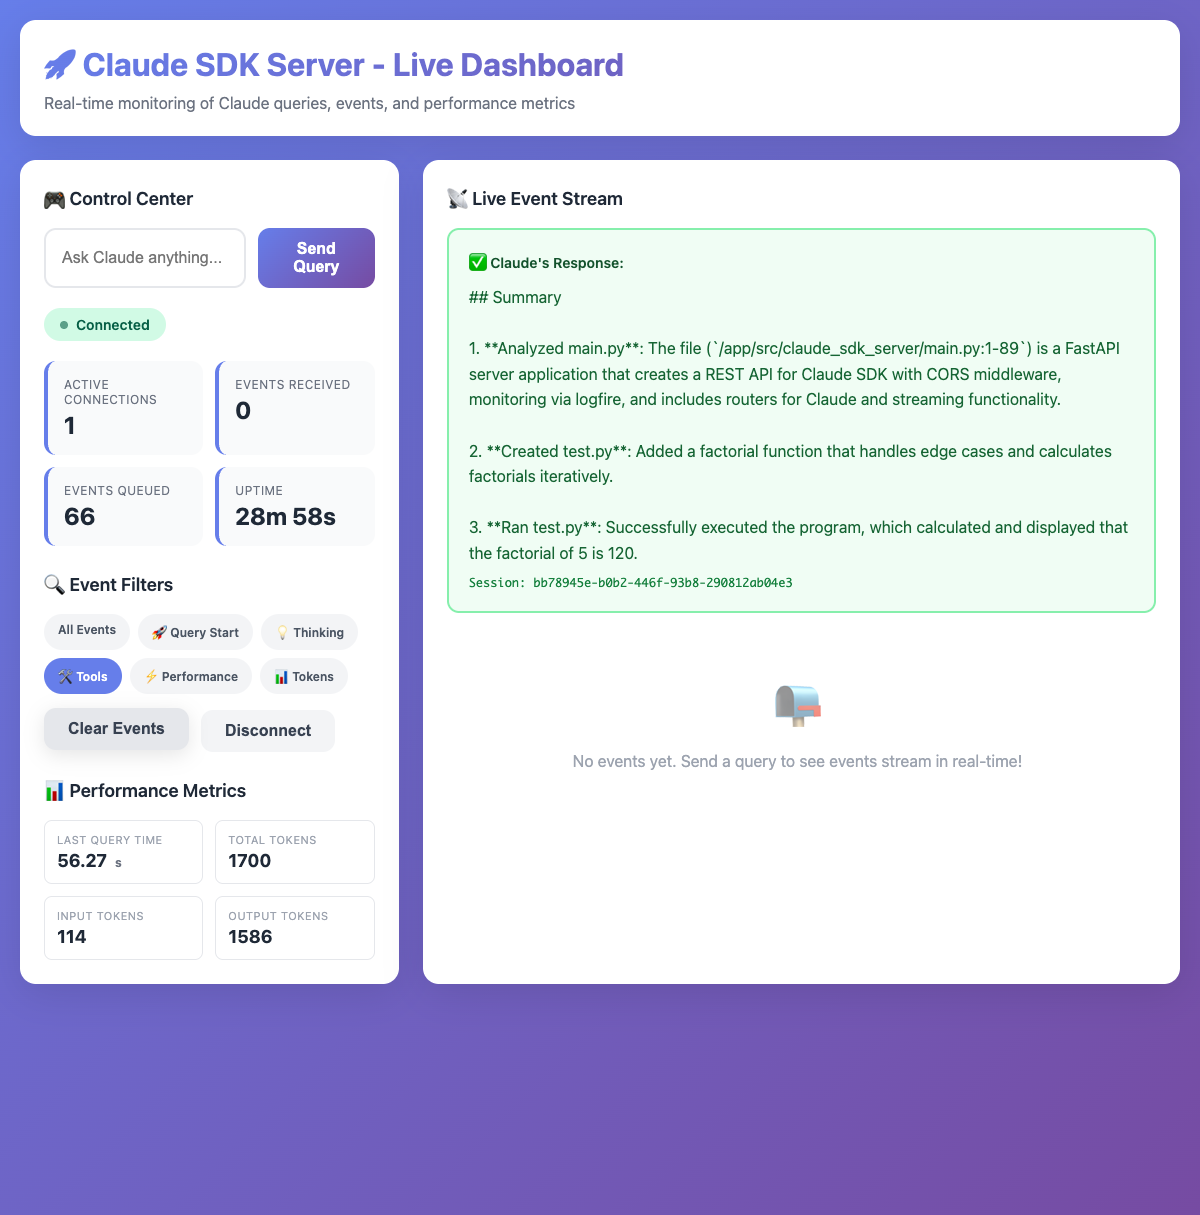 Claude SDK Server - Live Dashboard
Real-time monitoring of Claude queries, events, and performance metrics
Control Center
Ask Claude anything...
Send
Query
Connected
ACTIVE
CONNECTIONS
1
EVENTS RECEIVED
0
EVENTS QUEUED
66
UPTIME
28m 58s
Event Filters
All Events
Query Start
Thinking
Tools
Performance
Tokens
Clear Events
Disconnect
Performance Metrics
LAST QUERY TIME
56.27 s
TOTAL TOKENS
1700
INPUT TOKENS
114
OUTPUT TOKENS
1586
Live Event Stream
Claude's Response:
## Summary
1. **Analyzed main.py**: The file (`/app/src/claude_sdk_server/main.py:1-89`) is a FastAPI
server application that creates a REST API for Claude SDK with CORS middleware,
monitoring via logfire, and includes routers for Claude and streaming functionality.
2. **Created test.py**: Added a factorial function that handles edge cases and calculates
factorials iteratively.
3. **Ran test.py**: Successfully executed the program, which calculated and displayed that
the factorial of 5 is 120.
Session: bb78945e-b0b2-446f-93b8-290812ab04e3
No events yet. Send a query to see events stream in real-time!